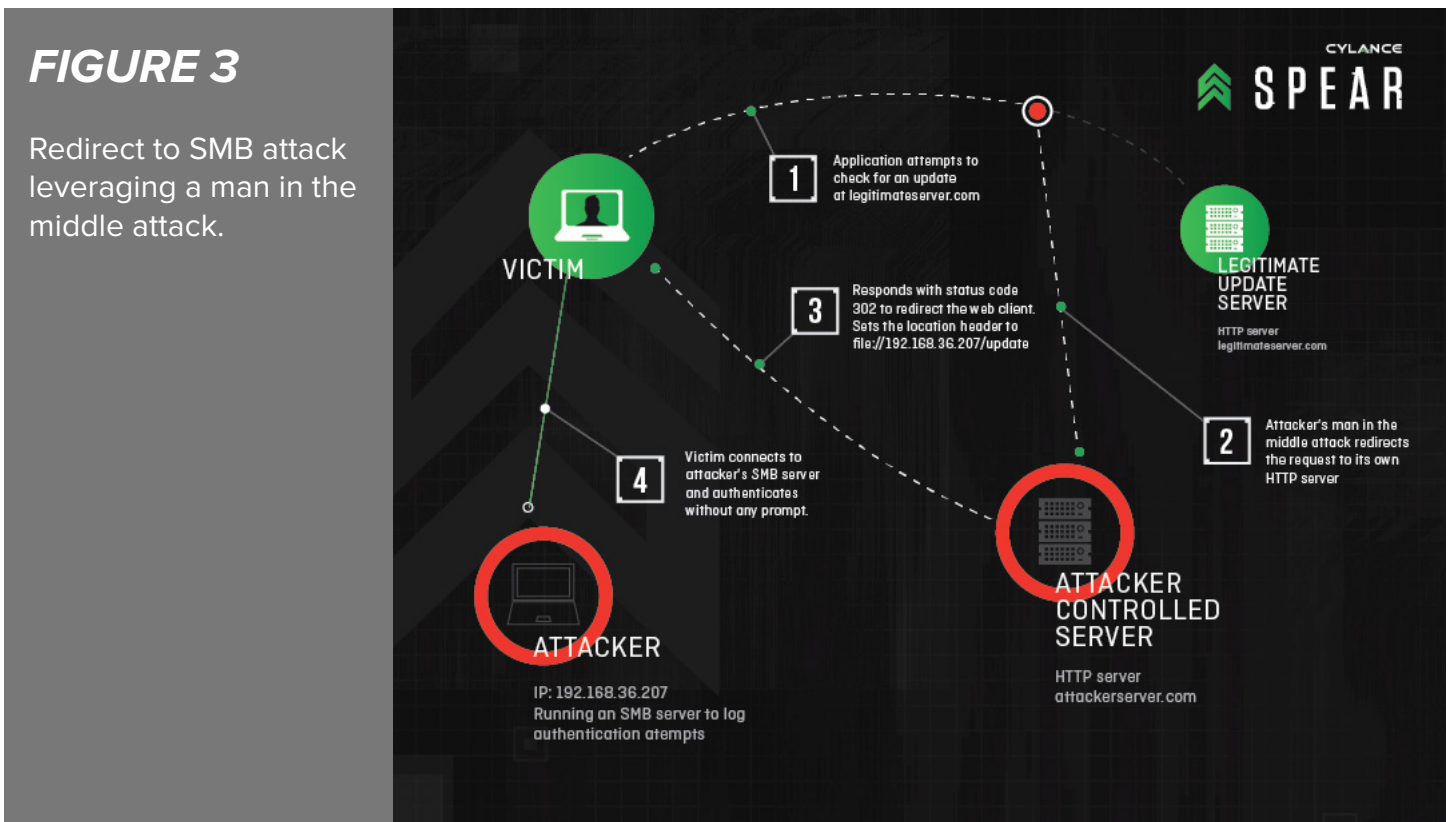 FIGURE 3
Redirect to SMB attack
leveraging a man in the
middle attack.
CYLANCE
SPEAR
1
Application attempts to
check for an update
at legitimateserver.com
VICTIM
LEGITIMATE
UPDATE
SERVER
HTTP server
legitimateserver.com
3
Responds with status code
302 to redirect the web client.
Sets the location header to
file://192.168.36.207/update
2
Attacker's man in the
middle attack redirects
the request to its own
HTTP server
4
Victim connects to
attacker's SMB server
and authenticates
without any prompt.
ATTACKER
IP: 192.168.36.207
Running an SMB server to log
authentication atempts
ATTACKER
CONTROLLED
SERVER
HTTP server
attackerserver.com